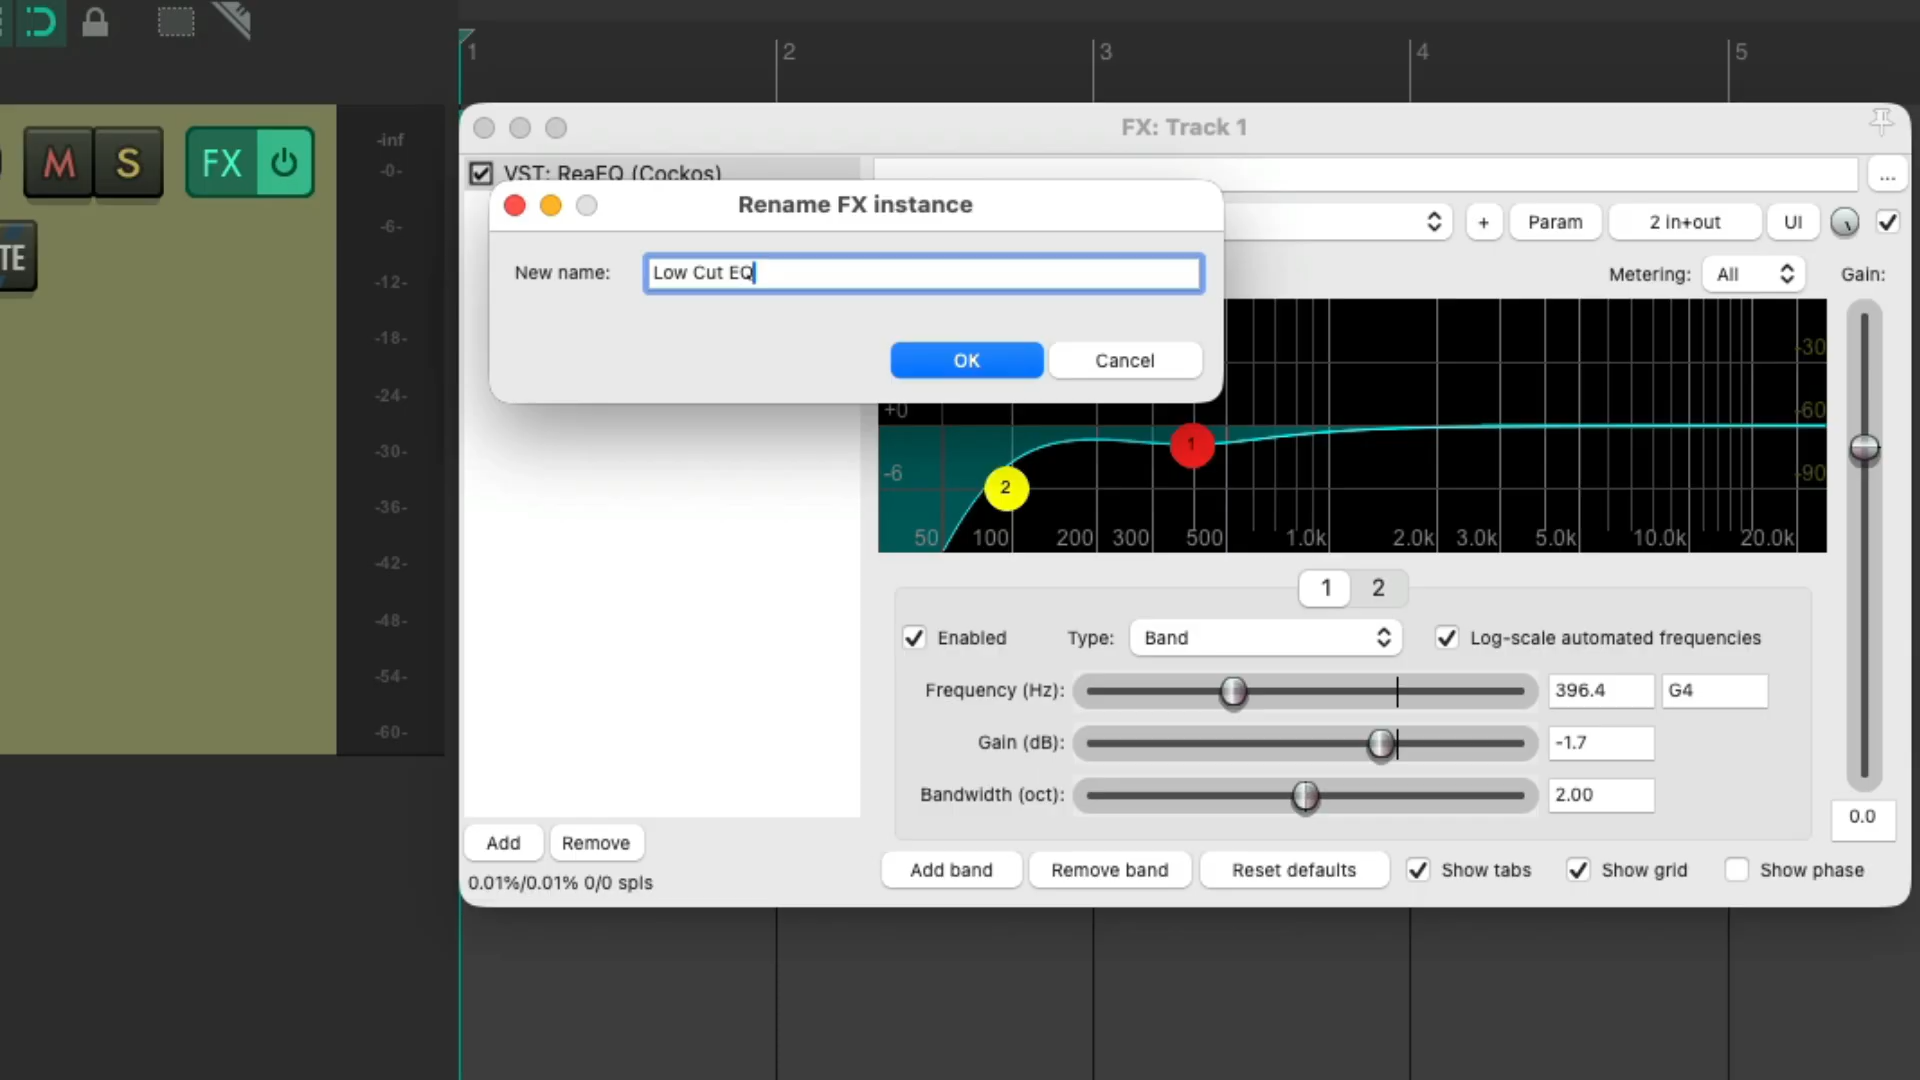 1 2 3 4 5
M S FX
TE
-inf
-0-
-6-
-12-
-18-
-24-
-30-
-36-
-42-
-48-
-54-
-60-
FX: Track 1
VST: ReaEQ (Cockos)
...
Rename FX instance
New name: Low Cut EQ
OK Cancel
+ Param 2 in+out UI
Metering: All Gain:
-30
+0 -60
-6 -90
1
2
50 100 200 300 500 1.0k 2.0k 3.0k 5.0k 10.0k 20.0k
1 2
Enabled Type: Band Log-scale automated frequencies
Frequency (Hz): 396.4 G4
Gain (dB): -1.7
Bandwidth (oct): 2.00
0.0
Add Remove
0.01%/0.01% 0/0 spls
Add band Remove band Reset defaults Show tabs Show grid Show phase